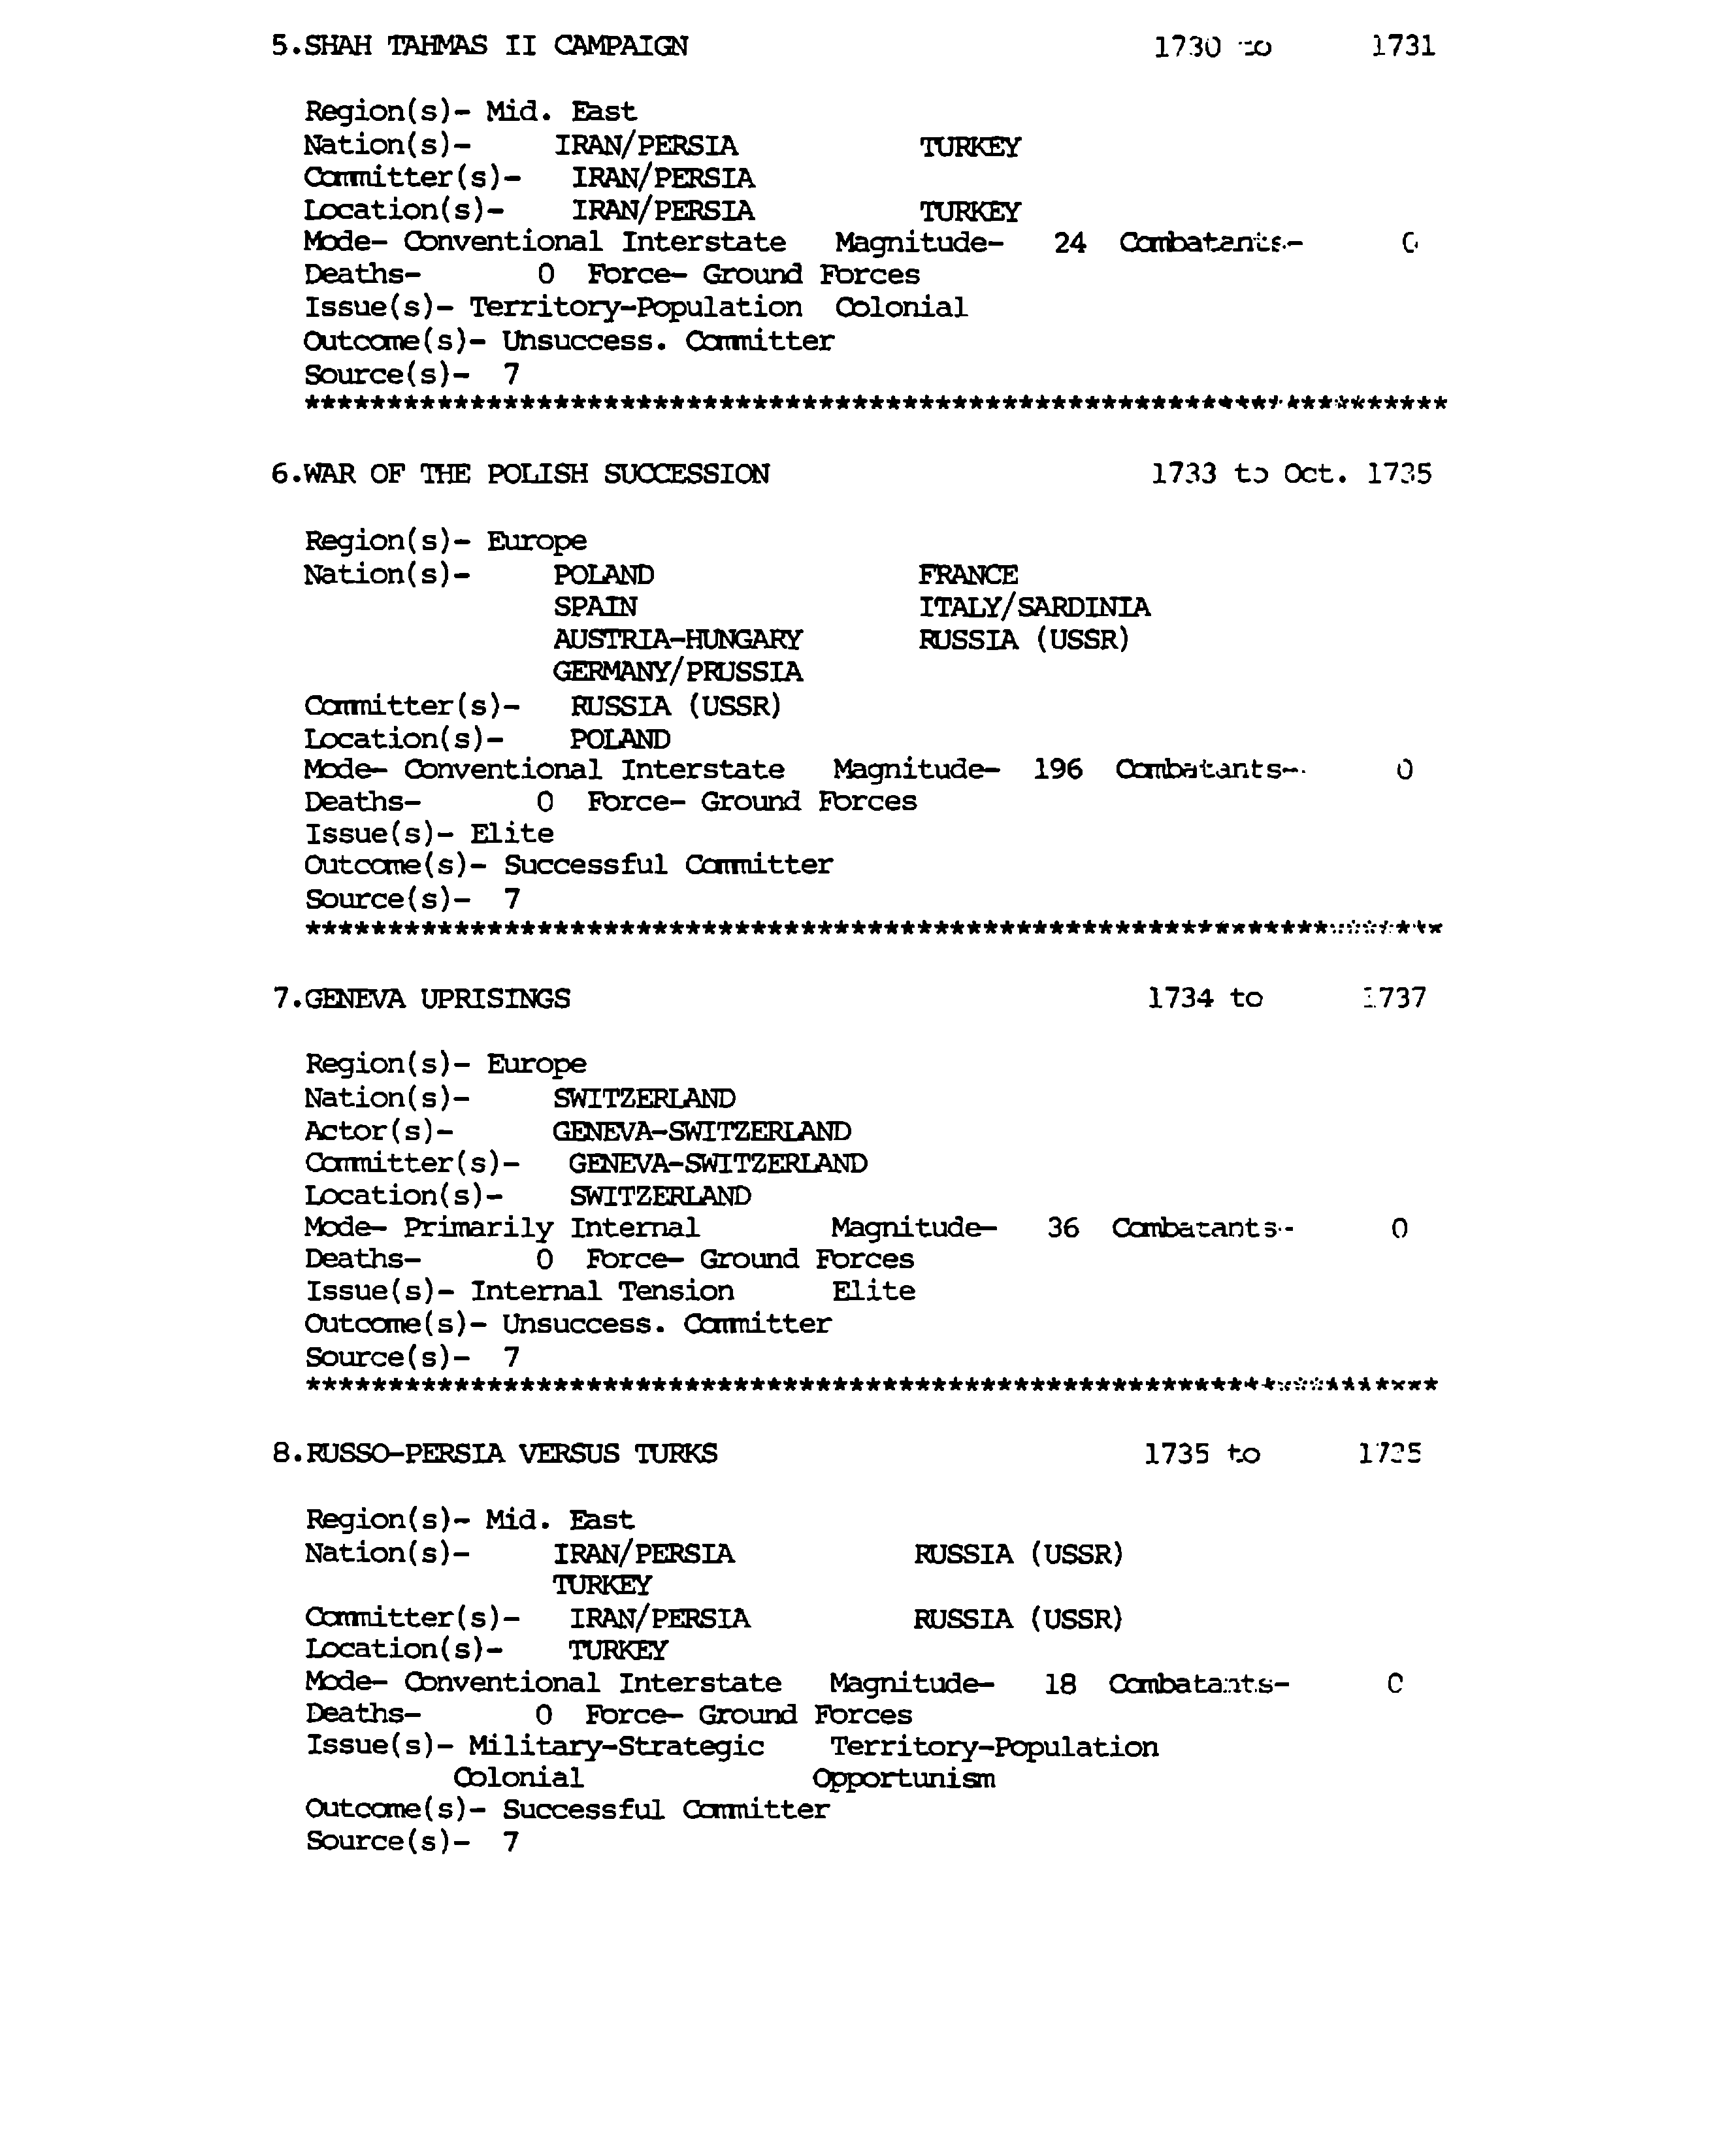 5.SHAH TAHMAS II CAMPAIGN 1730 to 1731
Region(s)- Mid. East
Nation(s)- IRAN/PERSIA TURKEY
Committer(s)- IRAN/PERSIA
Location(s)- IRAN/PERSIA TURKEY
Mode- Conventional Interstate Magnitude- 24 Combatants- 0
Deaths- 0 Force- Ground Forces
Issue(s)- Territory-Population Colonial
Outcome(s)- Unsuccess. Committer
Source(s)- 7
*********************************************************************
6.WAR OF THE POLISH SUCCESSION 1733 to Oct. 1735
Region(s)- Europe
Nation(s)- POLAND FRANCE
SPAIN ITALY/SARDINIA
AUSTRIA-HUNGARY RUSSIA (USSR)
GERMANY/PRUSSIA
Committer(s)- RUSSIA (USSR)
Location(s)- POLAND
Mode- Conventional Interstate Magnitude- 196 Combatants- 0
Deaths- 0 Force- Ground Forces
Issue(s)- Elite
Outcome(s)- Successful Committer
Source(s)- 7
*********************************************************************
7.GENEVA UPRISINGS 1734 to 1737
Region(s)- Europe
Nation(s)- SWITZERLAND
Actor(s)- GENEVA-SWITZERLAND
Committer(s)- GENEVA-SWITZERLAND
Location(s)- SWITZERLAND
Mode- Primarily Internal Magnitude- 36 Combatants- 0
Deaths- 0 Force- Ground Forces
Issue(s)- Internal Tension Elite
Outcome(s)- Unsuccess. Committer
Source(s)- 7
*********************************************************************
8.RUSSO-PERSIA VERSUS TURKS 1735 to 1735
Region(s)- Mid. East
Nation(s)- IRAN/PERSIA RUSSIA (USSR)
TURKEY
Committer(s)- IRAN/PERSIA RUSSIA (USSR)
Location(s)- TURKEY
Mode- Conventional Interstate Magnitude- 18 Combatants- 0
Deaths- 0 Force- Ground Forces
Issue(s)- Military-Strategic Territory-Population
Colonial Opportunism
Outcome(s)- Successful Committer
Source(s)- 7